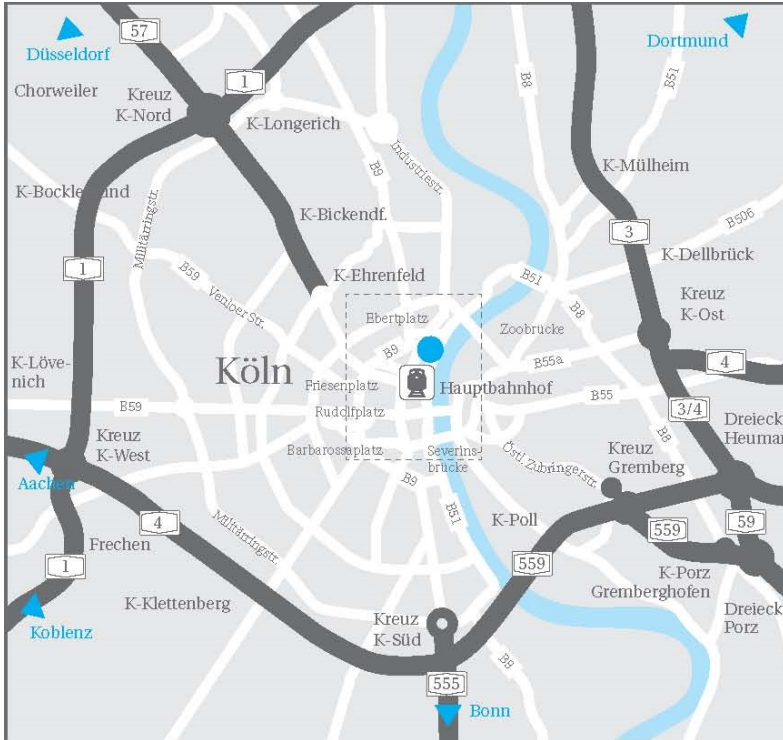 57
Düsseldorf
Dortmund
B8
B51
1
Chorweiler
Kreuz
K-Nord
K-Longerich
B9
Industriestr.
K-Mülheim
K-Bocklemünd
Militärringstr.
K-Bickendf.
B506
3
K-Dellbrück
1
B59
Venloer Str.
K-Ehrenfeld
B51
B8
Kreuz
K-Ost
Ebertplatz
Zoobrücke
B9
B55a
4
K-Löve-
nich
Köln
Friesenplatz
Hauptbahnhof
B55
B59
Rudolfplatz
3/4
Dreieck
Heumar
B8
Kreuz
K-West
Barbarossaplatz
Severins-
brücke
Östl. Zubringerstr.
Kreuz
Gremberg
Aachen
B9
B51
4
Militärringstr.
K-Poll
559
59
Frechen
559
1
K-Porz
Gremberghofen
K-Klettenberg
Koblenz
Kreuz
K-Süd
Dreieck
Porz
B9
555
Bonn